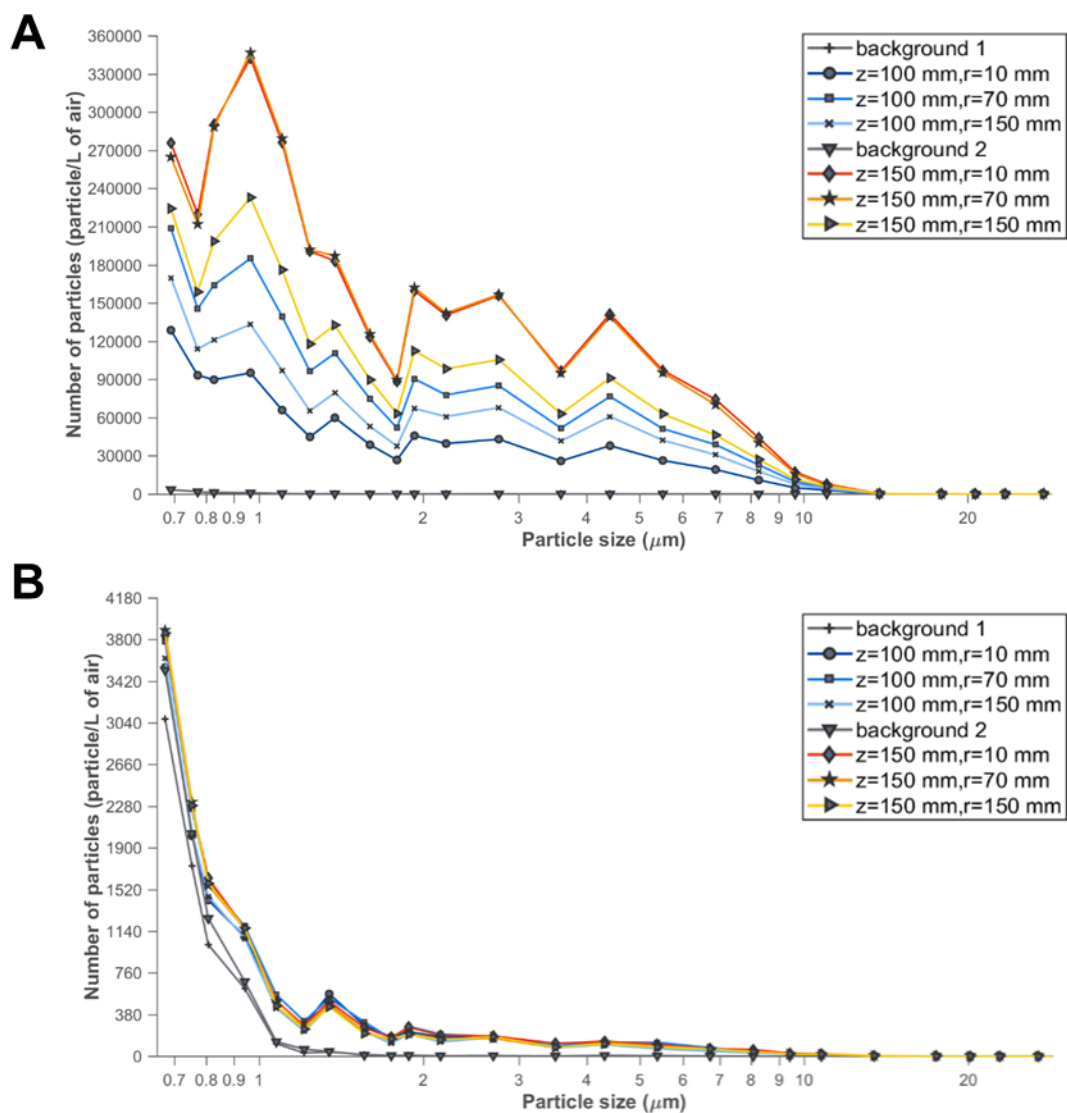 A
360000
330000
300000
270000
240000
210000
180000
150000
120000
90000
60000
30000
0
Number of particles (particle/L of air)
0.7 0.8 0.9 1 2 3 4 5 6 7 8 9 10 20
Particle size (μm)
background 1
z=100 mm,r=10 mm
z=100 mm,r=70 mm
z=100 mm,r=150 mm
background 2
z=150 mm,r=10 mm
z=150 mm,r=70 mm
z=150 mm,r=150 mm
B
4180
3800
3420
3040
2660
2280
1900
1520
1140
760
380
0
Number of particles (particle/L of air)
0.7 0.8 0.9 1 2 3 4 5 6 7 8 9 10 20
Particle size (μm)
background 1
z=100 mm,r=10 mm
z=100 mm,r=70 mm
z=100 mm,r=150 mm
background 2
z=150 mm,r=10 mm
z=150 mm,r=70 mm
z=150 mm,r=150 mm